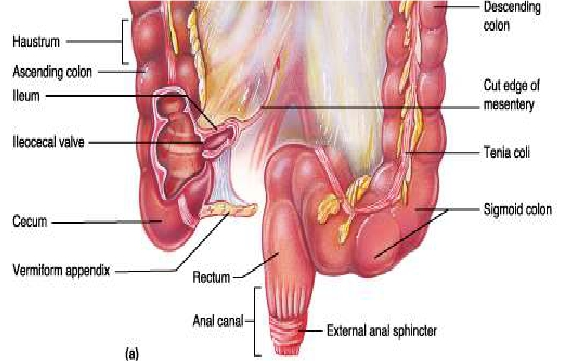 Descending
colon
Haustrum
Ascending colon
Ileum
Cut edge of
mesentery
Ileocecal valve
Tenia coli
Cecum
Sigmoid colon
Vermiform appendix
Rectum
Anal canal
External anal sphincter
(a)